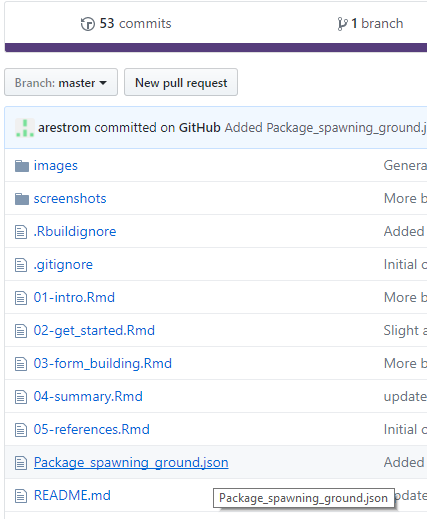 53 commits 1 branch
Branch: master New pull request
arestrom committed on GitHub Added Package_spawning_ground.j
images Genera
screenshots More b
.Rbuildignore Added
.gitignore Initial c
01-intro.Rmd More b
02-get_started.Rmd Slight a
03-form_building.Rmd More b
04-summary.Rmd update
05-references.Rmd Initial c
Package_spawning_ground.json Added
README.md pdate
Package_spawning_ground.json